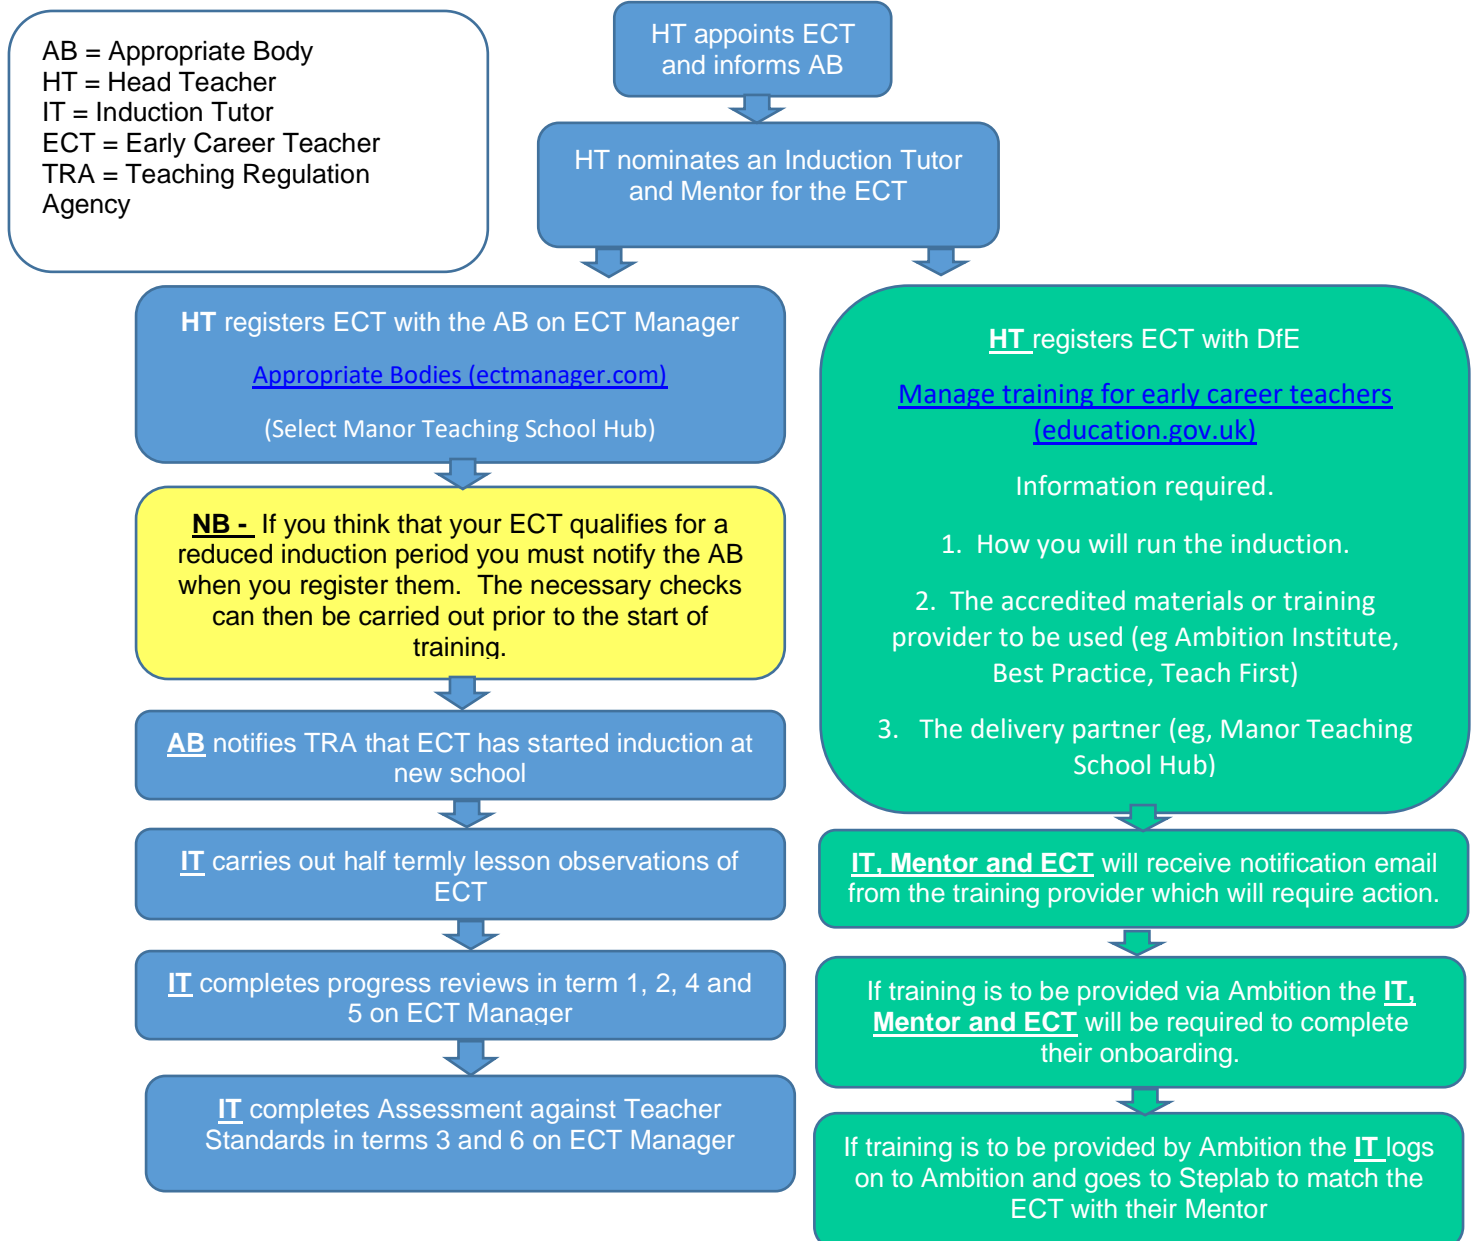 AB = Appropriate Body
HT = Head Teacher
IT = Induction Tutor
ECT = Early Career Teacher
TRA = Teaching Regulation
Agency
HT appoints ECT
and informs AB
HT nominates an Induction Tutor
and Mentor for the ECT
HT registers ECT with the AB on ECT Manager
Appropriate Bodies (ectmanager.com)
(Select Manor Teaching School Hub)
NB - If you think that your ECT qualifies for a
reduced induction period you must notify the AB
when you register them. The necessary checks
can then be carried out prior to the start of
training.
AB notifies TRA that ECT has started induction at
new school
IT carries out half termly lesson observations of
ECT
IT completes progress reviews in term 1, 2, 4 and
5 on ECT Manager
IT completes Assessment against Teacher
Standards in terms 3 and 6 on ECT Manager
HT registers ECT with DfE
Manage training for early career teachers
(education.gov.uk)
Information required.
1. How you will run the induction.
2. The accredited materials or training
provider to be used (eg Ambition Institute,
Best Practice, Teach First)
3. The delivery partner (eg, Manor Teaching
School Hub)
IT, Mentor and ECT will receive notification email
from the training provider which will require action.
If training is to be provided via Ambition the IT,
Mentor and ECT will be required to complete
their onboarding.
If training is to be provided by Ambition the IT logs
on to Ambition and goes to Steplab to match the
ECT with their Mentor